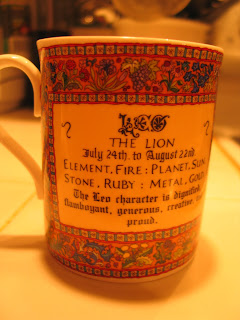 LEO
THE LION
July 24th. to August 22nd.
ELEMENT, FIRE : PLANET, SUN
STONE, RUBY : METAL, GOLD
The Leo character is dignified,
flamboyant, generous, creative
proud.